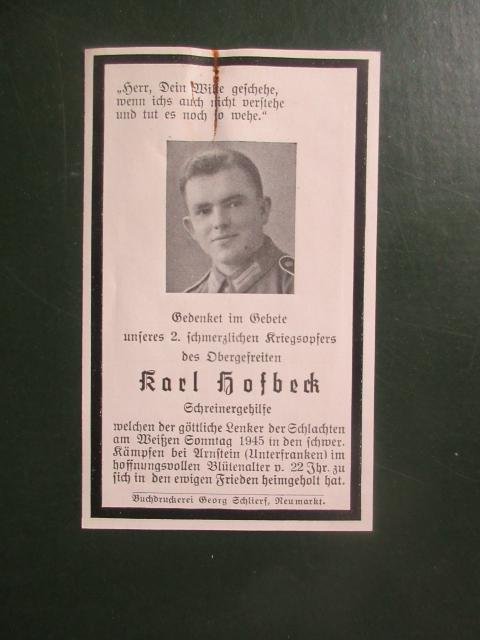 „Herr, Dein Wille geschehe,
wenn ichs auch nicht verstehe
und tut es noch so wehe.“
Gedenket im Gebete
unseres 2. schmerzlichen Kriegsopfers
des Obergefreiten
Karl Hofbeck
Schreinergehilfe
welchen der göttliche Lenker der Schlachten
am Weißen Sonntag 1945 in den schwer.
Kämpfen bei Arnstein (Unterfranken) im
hoffnungsvollen Blütenalter v. 22 Jhr. zu
sich in den ewigen Frieden heimgeholt hat.
Buchdruckerei Georg Schlierf, Neumarkt.